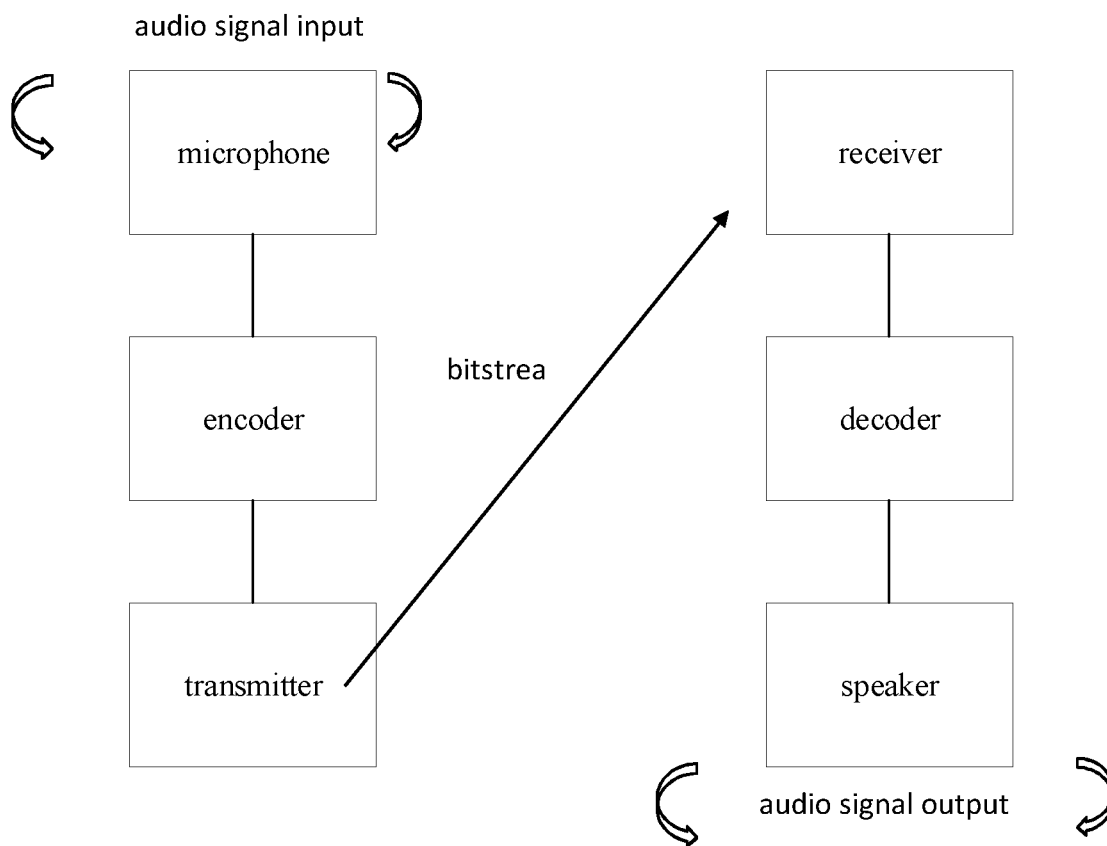 audio signal input
microphone
encoder
transmitter
bitstrea
receiver
decoder
speaker
audio signal output